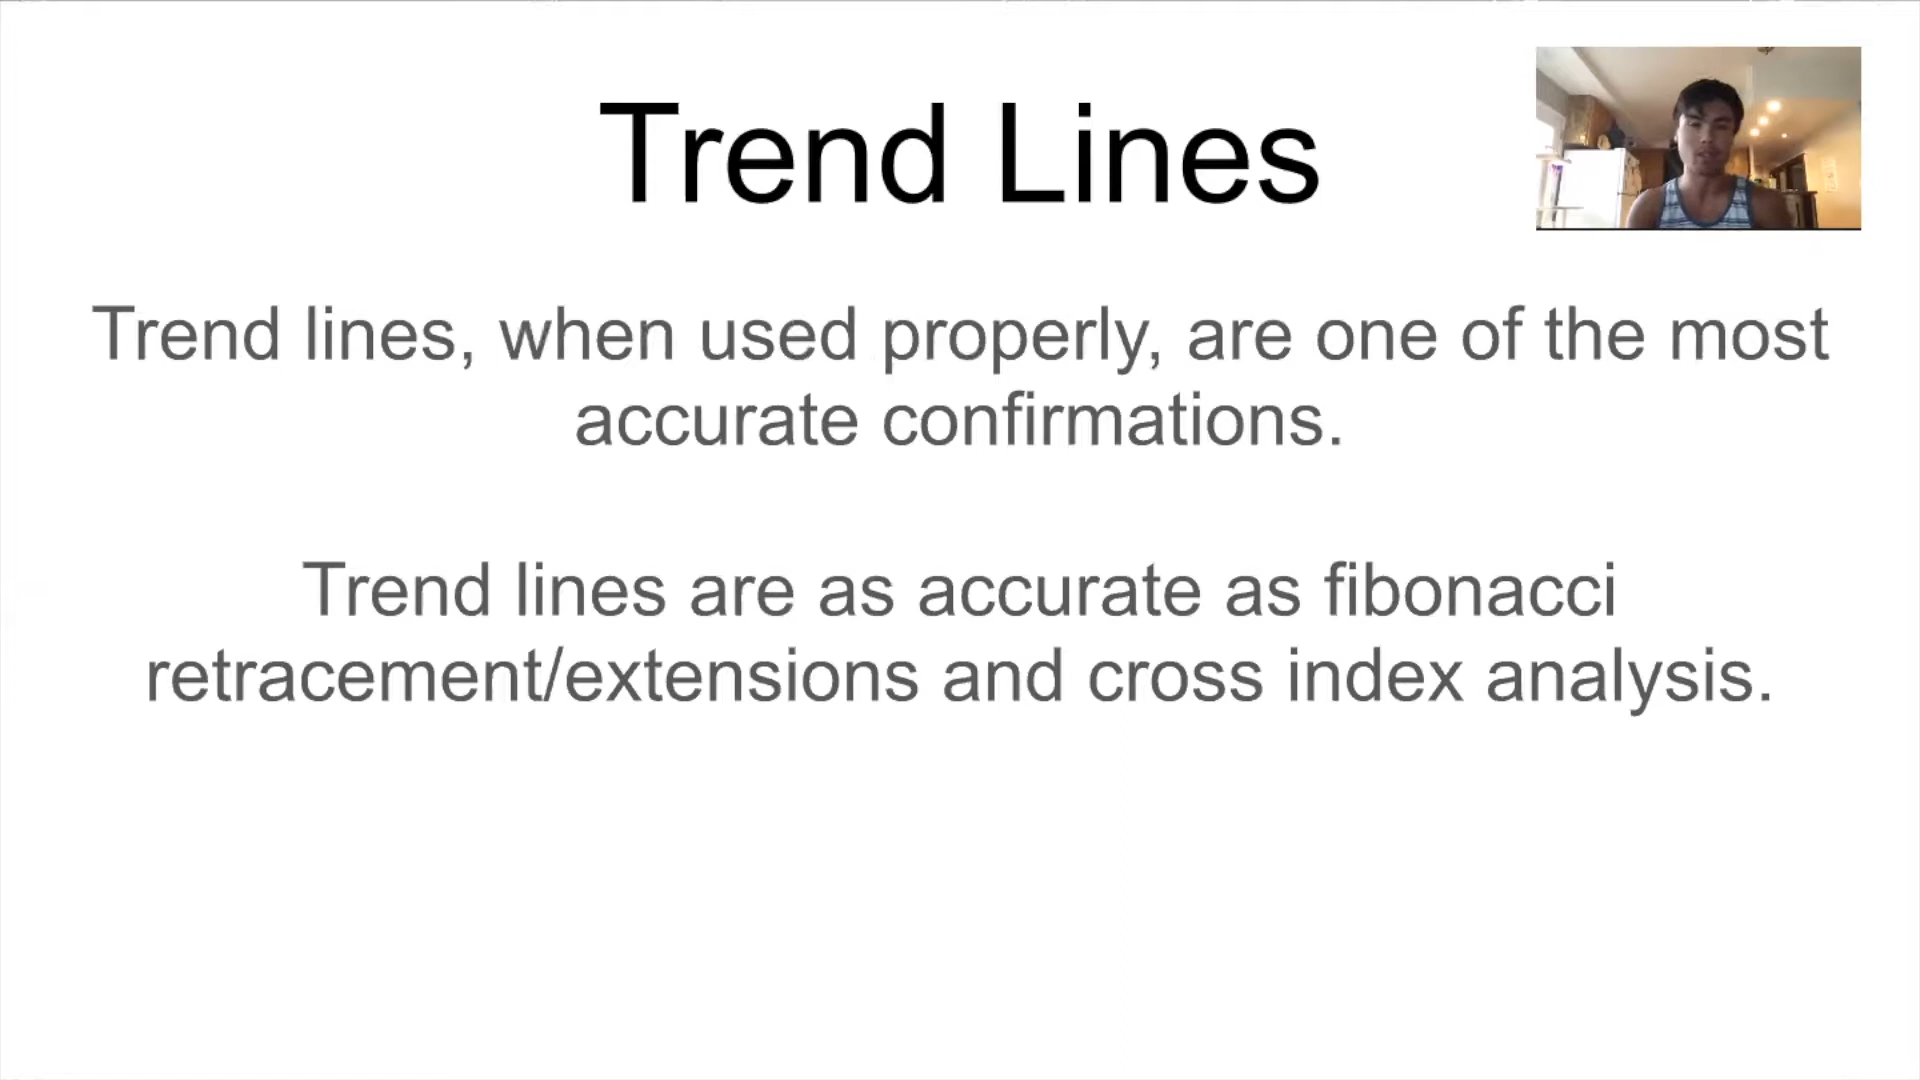 Trend Lines
Trend lines, when used properly, are one of the most
accurate confirmations.
Trend lines are as accurate as fibonacci
retracement/extensions and cross index analysis.